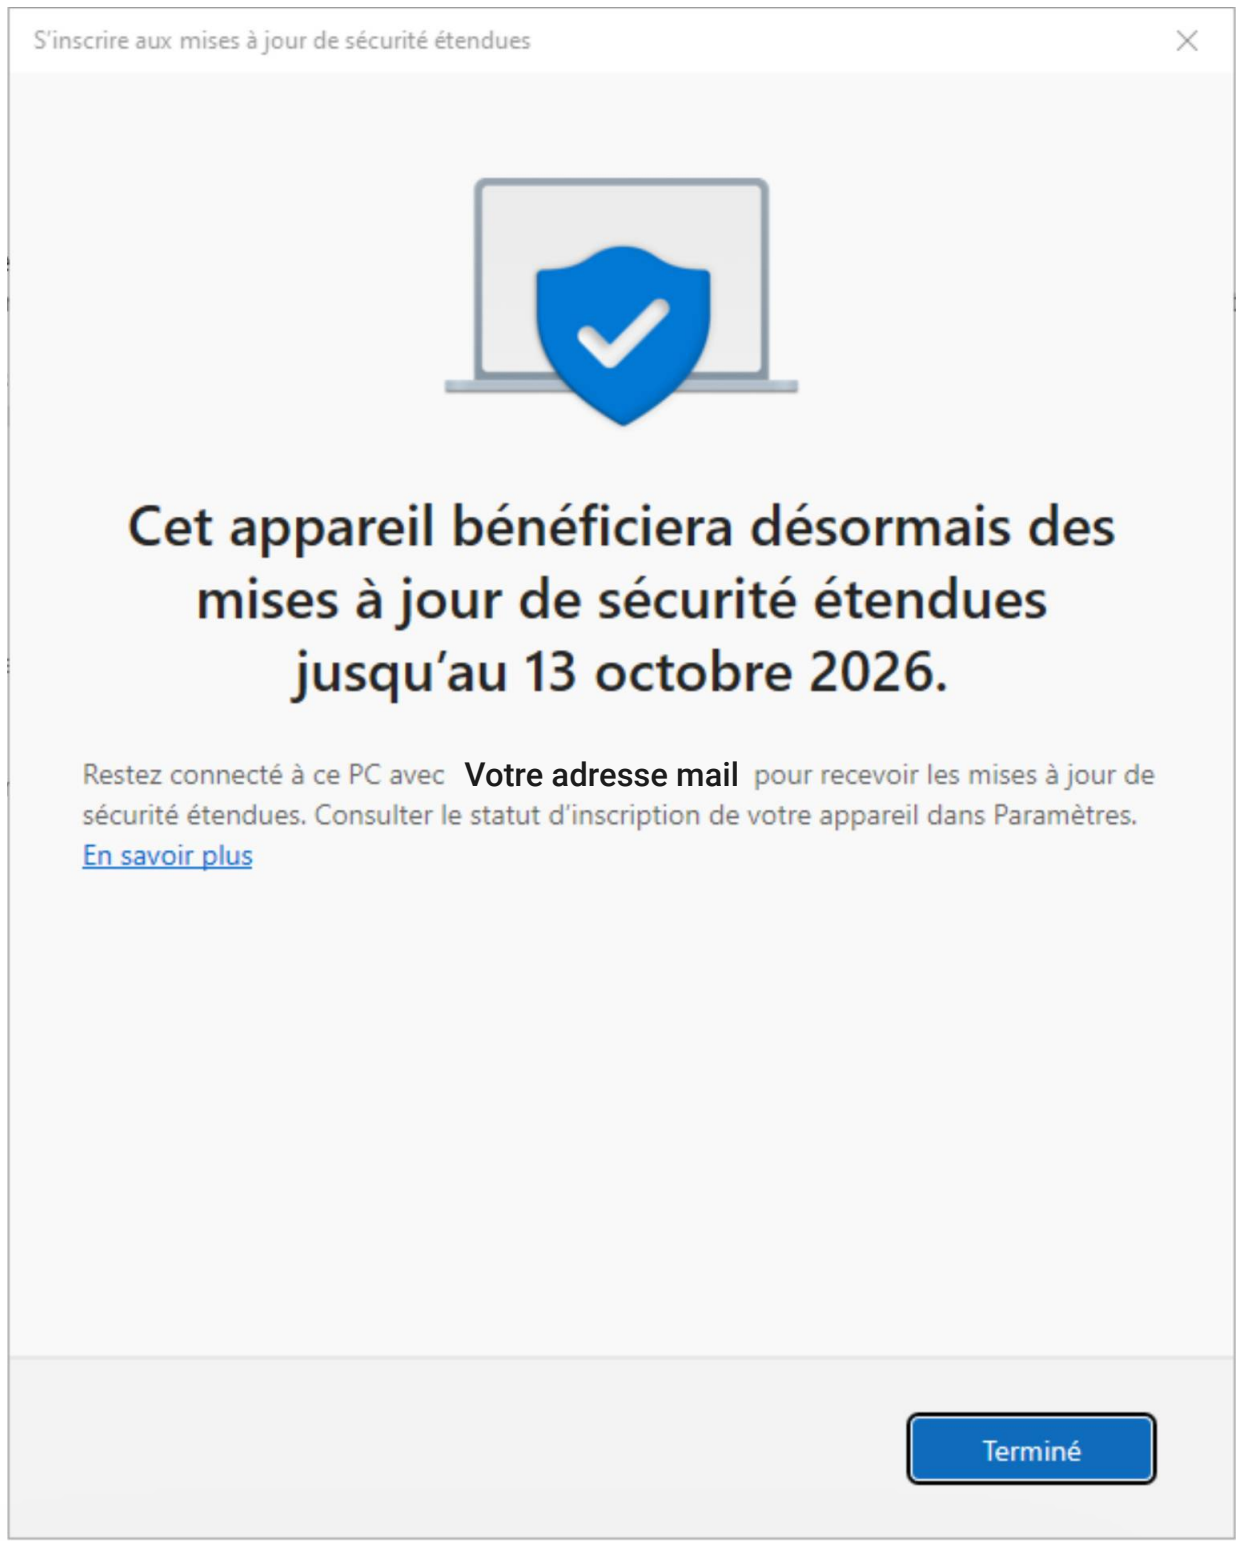 S’inscrire aux mises à jour de sécurité étendues
Cet appareil bénéficiera désormais des
mises à jour de sécurité étendues
jusqu’au 13 octobre 2026.
Restez connecté à ce PC avec Votre adresse mail pour recevoir les mises à jour de
sécurité étendues. Consulter le statut d’inscription de votre appareil dans Paramètres.
En savoir plus
Terminé